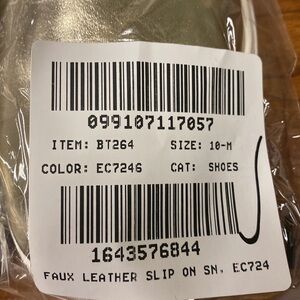 099107117057
ITEM: BT264 SIZE: 10-M
COLOR: EC7246 CAT: SHOES
1643576844
FAUX LEATHER SLIP ON SN, EC724